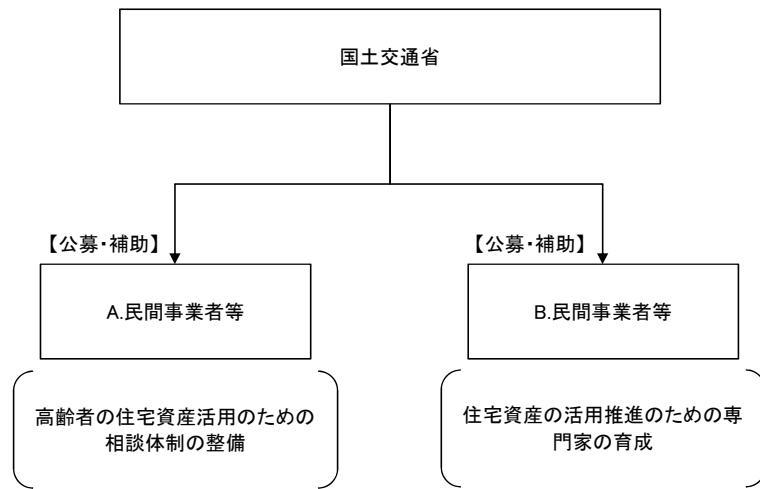 国土交通省
【公募・補助】
【公募・補助】
A.民間事業者等
B.民間事業者等
高齢者の住宅資産活用のための
相談体制の整備
住宅資産の活用推進のための専
門家の育成